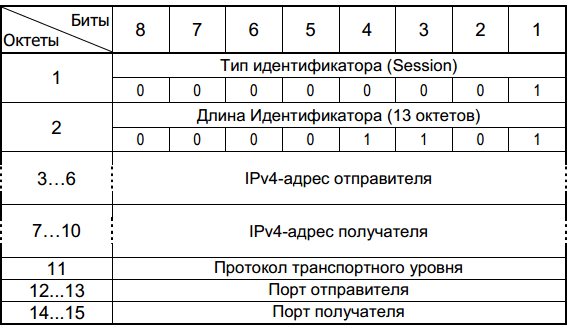 Биты
Октеты
8 7 6 5 4 3 2 1
1
Тип идентификатора (Session)
0 0 0 0 0 0 0 1
2
Длина Идентификатора (13 октетов)
0 0 0 0 1 1 0 1
3...6 IPv4-адрес отправителя
7...10 IPv4-адрес получателя
11 Протокол транспортного уровня
12...13 Порт отправителя
14...15 Порт получателя